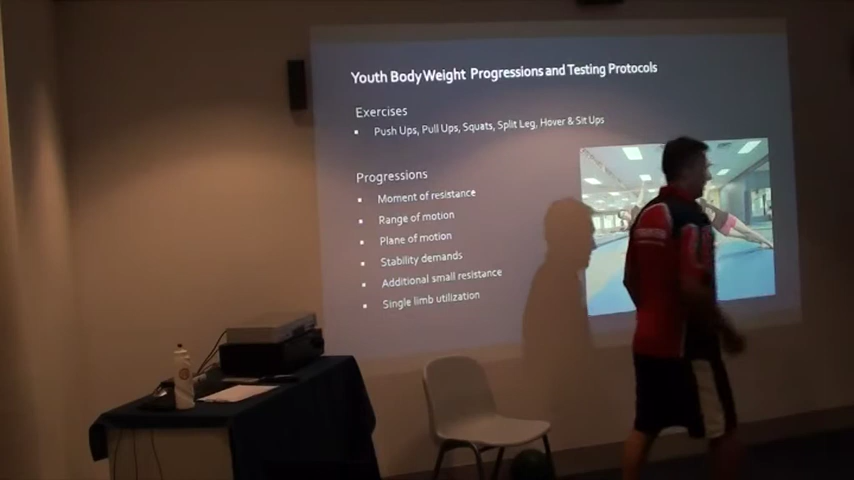 Youth Body Weight Progressions and Testing Protocols
Exercises
Push Ups, Pull Ups, Squats, Split Leg, Hover & Sit Ups
Progressions
Moment of resistance
Range of motion
Plane of motion
Stability demands
Additional small resistance
Single limb utilization